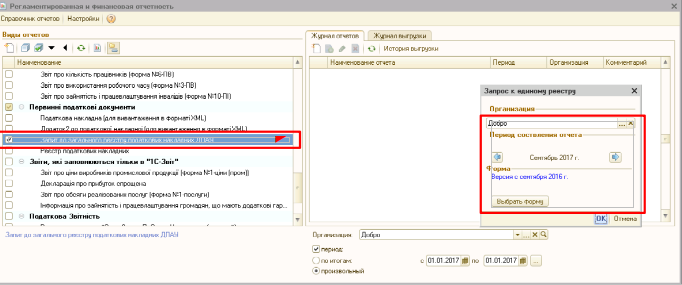 Регламентированная и финансовая отчетность
Справочник отчетов Настройки
Виды отчетов
Наименование
Звіт про кількість працівників (форма №6-ПВ)
Звіт про використання робочого часу (форма №3-ПВ)
Звіт про зайнятість і працевлаштування інвалідів (форма №10-ПІ)
Первинні податкові документи
Податкова накладна (для вивантаження в форматі XML)
Додаток 2 до податкової накладної (для вивантаження в форматі XML)
Запит до загального реєстру податкових накладних ДПАУ
Реєстр податкових накладних
Звіти, які заповнюються тільки в "1С-Звіт"
Звіт про ціни виробників промислової продукції (форма №1-ціни (пром))
Декларація про прибуток спрощена
Звіт про обсяги реалізованих послуг (форма №1-послуги)
Інформація про зайнятість і працевлаштування громадян, що мають додаткові гар...
Податкова Звітність
Запит до загального реєстру податкових накладних ДПАУ
Журнал отчетов Журнал выгрузки
История выгрузки
Наименование отчета Период Организация Комментарий
Запрос к единому реестру
Организация
Добро
Период составления отчета
Сентябрь 2017 г.
Форма
Версия с сентября 2016 г.
Выбрать форму
OK Отмена
Организация: Добро
период:
по итогам: с 01.01.2017 по 01.01.2017
произвольный